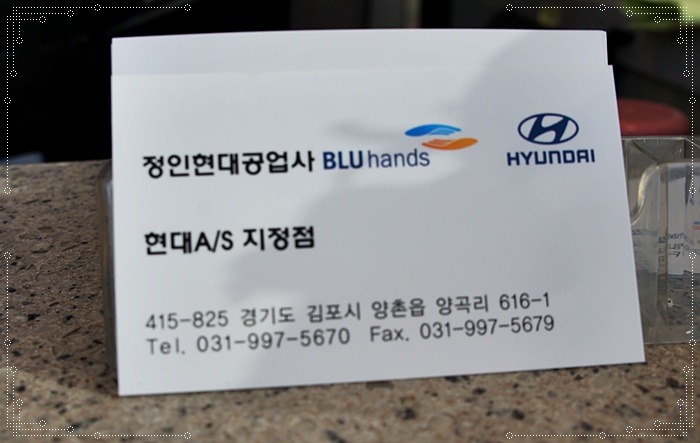 정인현대공업사 BLUhands HYUNDAI
현대A/S 지정점
415-825 경기도 김포시 양촌읍 양곡리 616-1
Tel. 031-997-5670 Fax. 031-997-5679